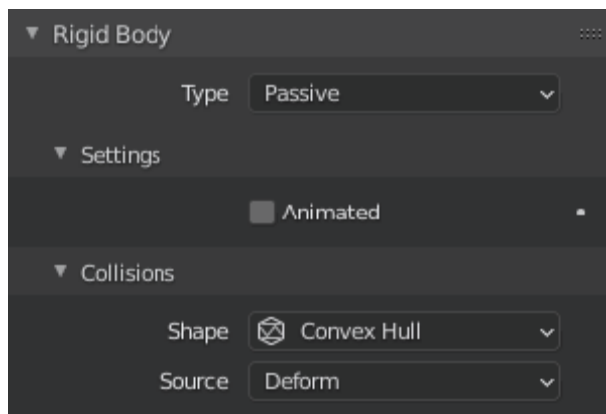 Rigid Body
Type Passive
Settings
Animated
Collisions
Shape Convex Hull
Source Deform